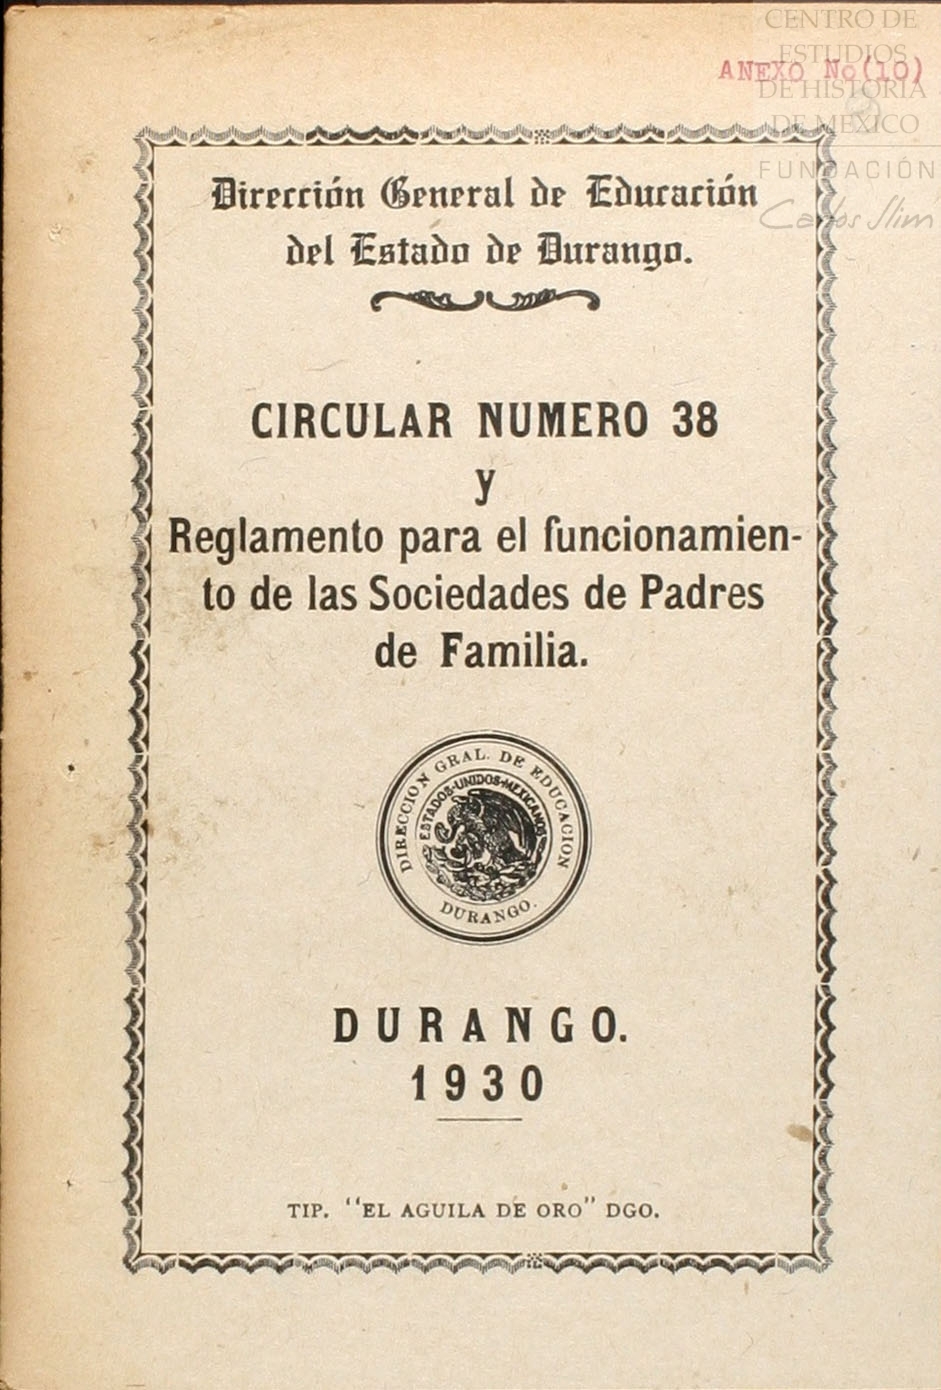 CENTRO DE
ESTUDIOS
DE HISTORIA
DE MEXICO
FUNDACIÓN
Carlos Slim
ANEXO No(10)
Dirección General de Educación
del Estado de Durango.
CIRCULAR NUMERO 38
y
Reglamento para el funcionamien-
to de las Sociedades de Padres
de Familia.
DIRECCION GRAL. DE EDUCACION
ESTADOS-UNIDOS-MEXICANOS
DURANGO.
DURANGO.
1930
TIP. "EL AGUILA DE ORO" DGO.